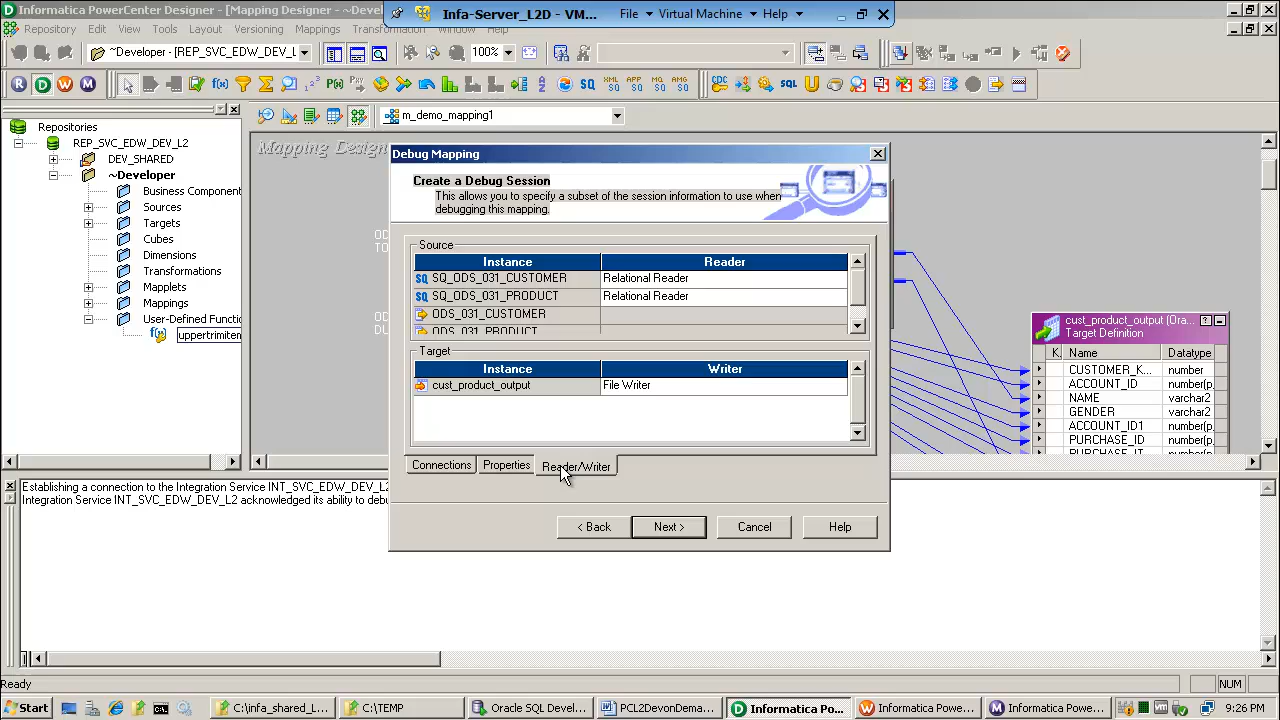 Informatica PowerCenter Designer - [Mapping Designer - ~Deve
Infa-Server_L2D - VM...
File
Virtual Machine
Help
Repository
Edit
View
Layout
Versioning
Mappings
Transformation
Window
Help
~Developer - [REP_SVC_EDW_DEV_L
100%
m_demo_mapping1
Repositories
REP_SVC_EDW_DEV_L2
DEV_SHARED
~Developer
Business Component
Sources
Targets
Cubes
Dimensions
Transformations
Mapplets
Mappings
User-Defined Functio
uppertrimiten
Mapping Design
Debug Mapping
Create a Debug Session
This allows you to specify a subset of the session information to use when
debugging this mapping.
Source
Instance Reader
SQ_ODS_031_CUSTOMER Relational Reader
SQ_ODS_031_PRODUCT Relational Reader
ODS_031_CUSTOMER
ODS_031_PRODUCT
Target
Instance Writer
cust_product_output File Writer
Connections Properties Reader/Writer
< Back Next > Cancel Help
cust_product_output (Ora...
Target Definition
K Name Datatype
CUSTOMER_K... number
ACCOUNT_ID number(p,
NAME varchar2
GENDER varchar2
ACCOUNT_ID1 number(p,
PURCHASE_ID number(p,
Establishing a connection to the Integration Service INT_SVC_EDW_DEV_L2
Integration Service INT_SVC_EDW_DEV_L2 acknowledged its ability to debu
Ready
NUM
Start
C:\infa_shared_L...
C:\TEMP
Oracle SQL Devel...
PCL2DevonDema...
Informatica Po...
Informatica Pow...
Informatica Pow...
9:26 PM